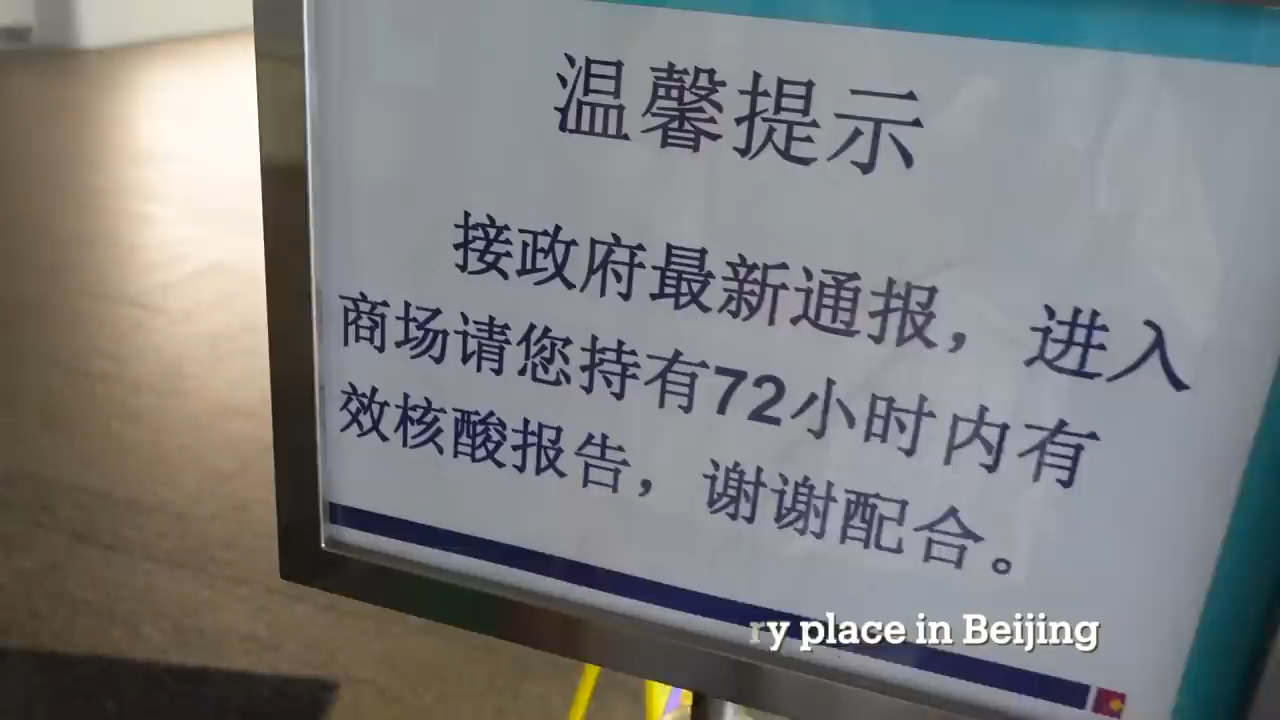 温馨提示
接政府最新通报，进入
商场请您持有72小时内有
效核酸报告，谢谢配合。
ry place in Beijing